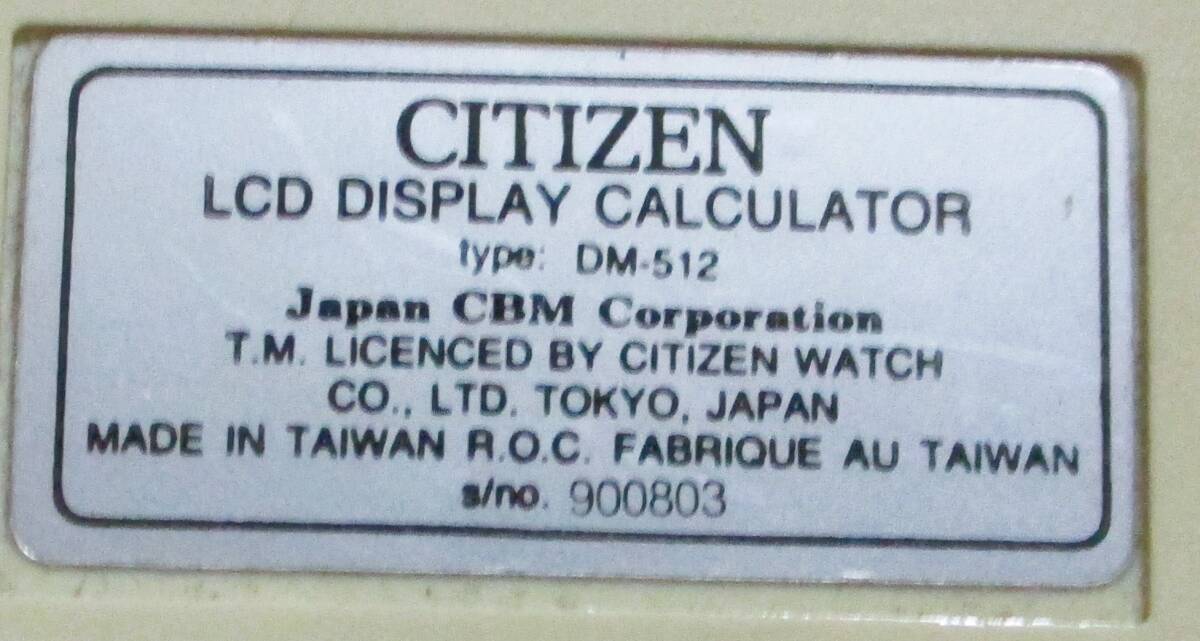 CITIZEN
LCD DISPLAY CALCULATOR
type: DM-512
Japan CBM Corporation
T.M. LICENCED BY CITIZEN WATCH
CO., LTD. TOKYO, JAPAN
MADE IN TAIWAN R.O.C. FABRIQUE AU TAIWAN
s/no. 900803